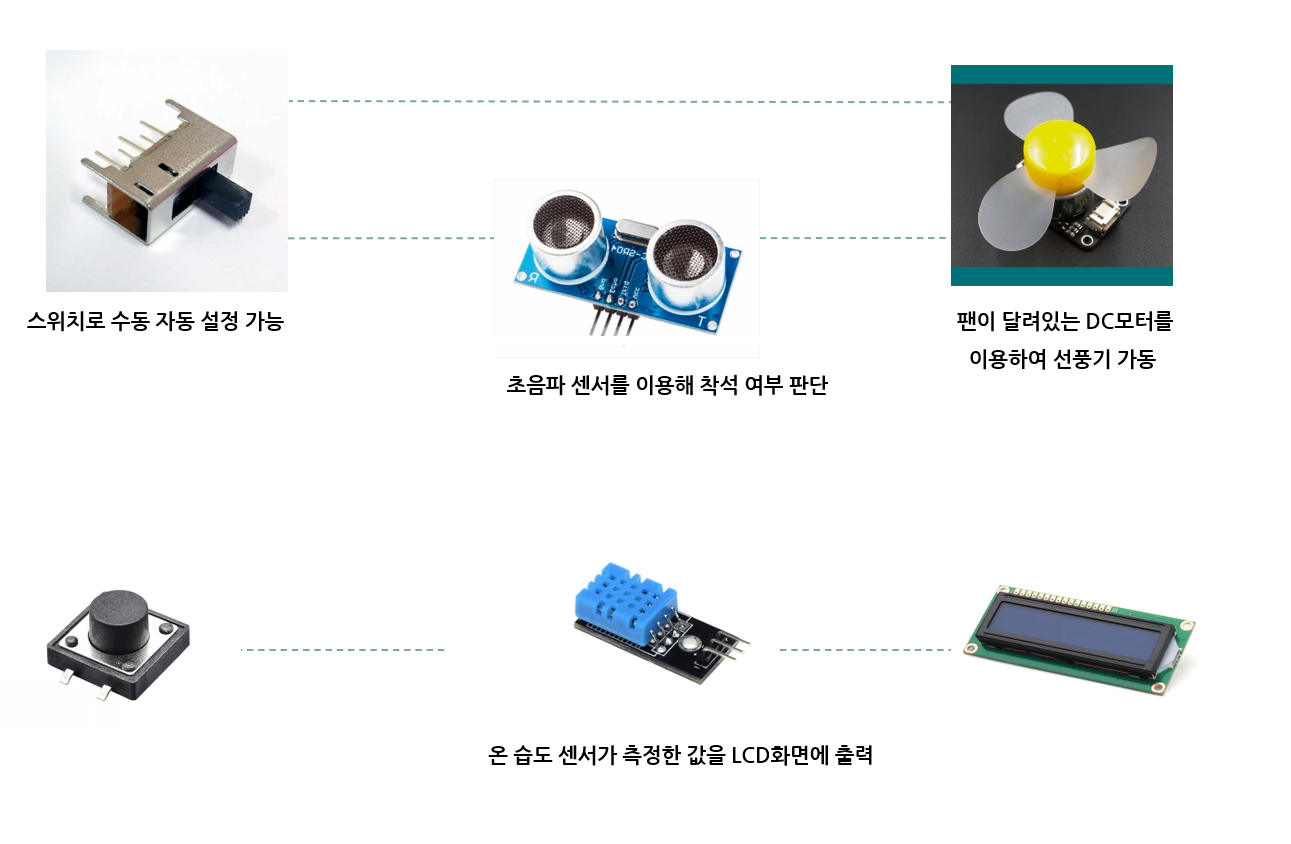 스위치로 수동 자동 설정 가능
팬이 달려있는 DC모터를
이용하여 선풍기 가동
초음파 센서를 이용해 착석 여부 판단
온 습도 센서가 측정한 값을 LCD화면에 출력